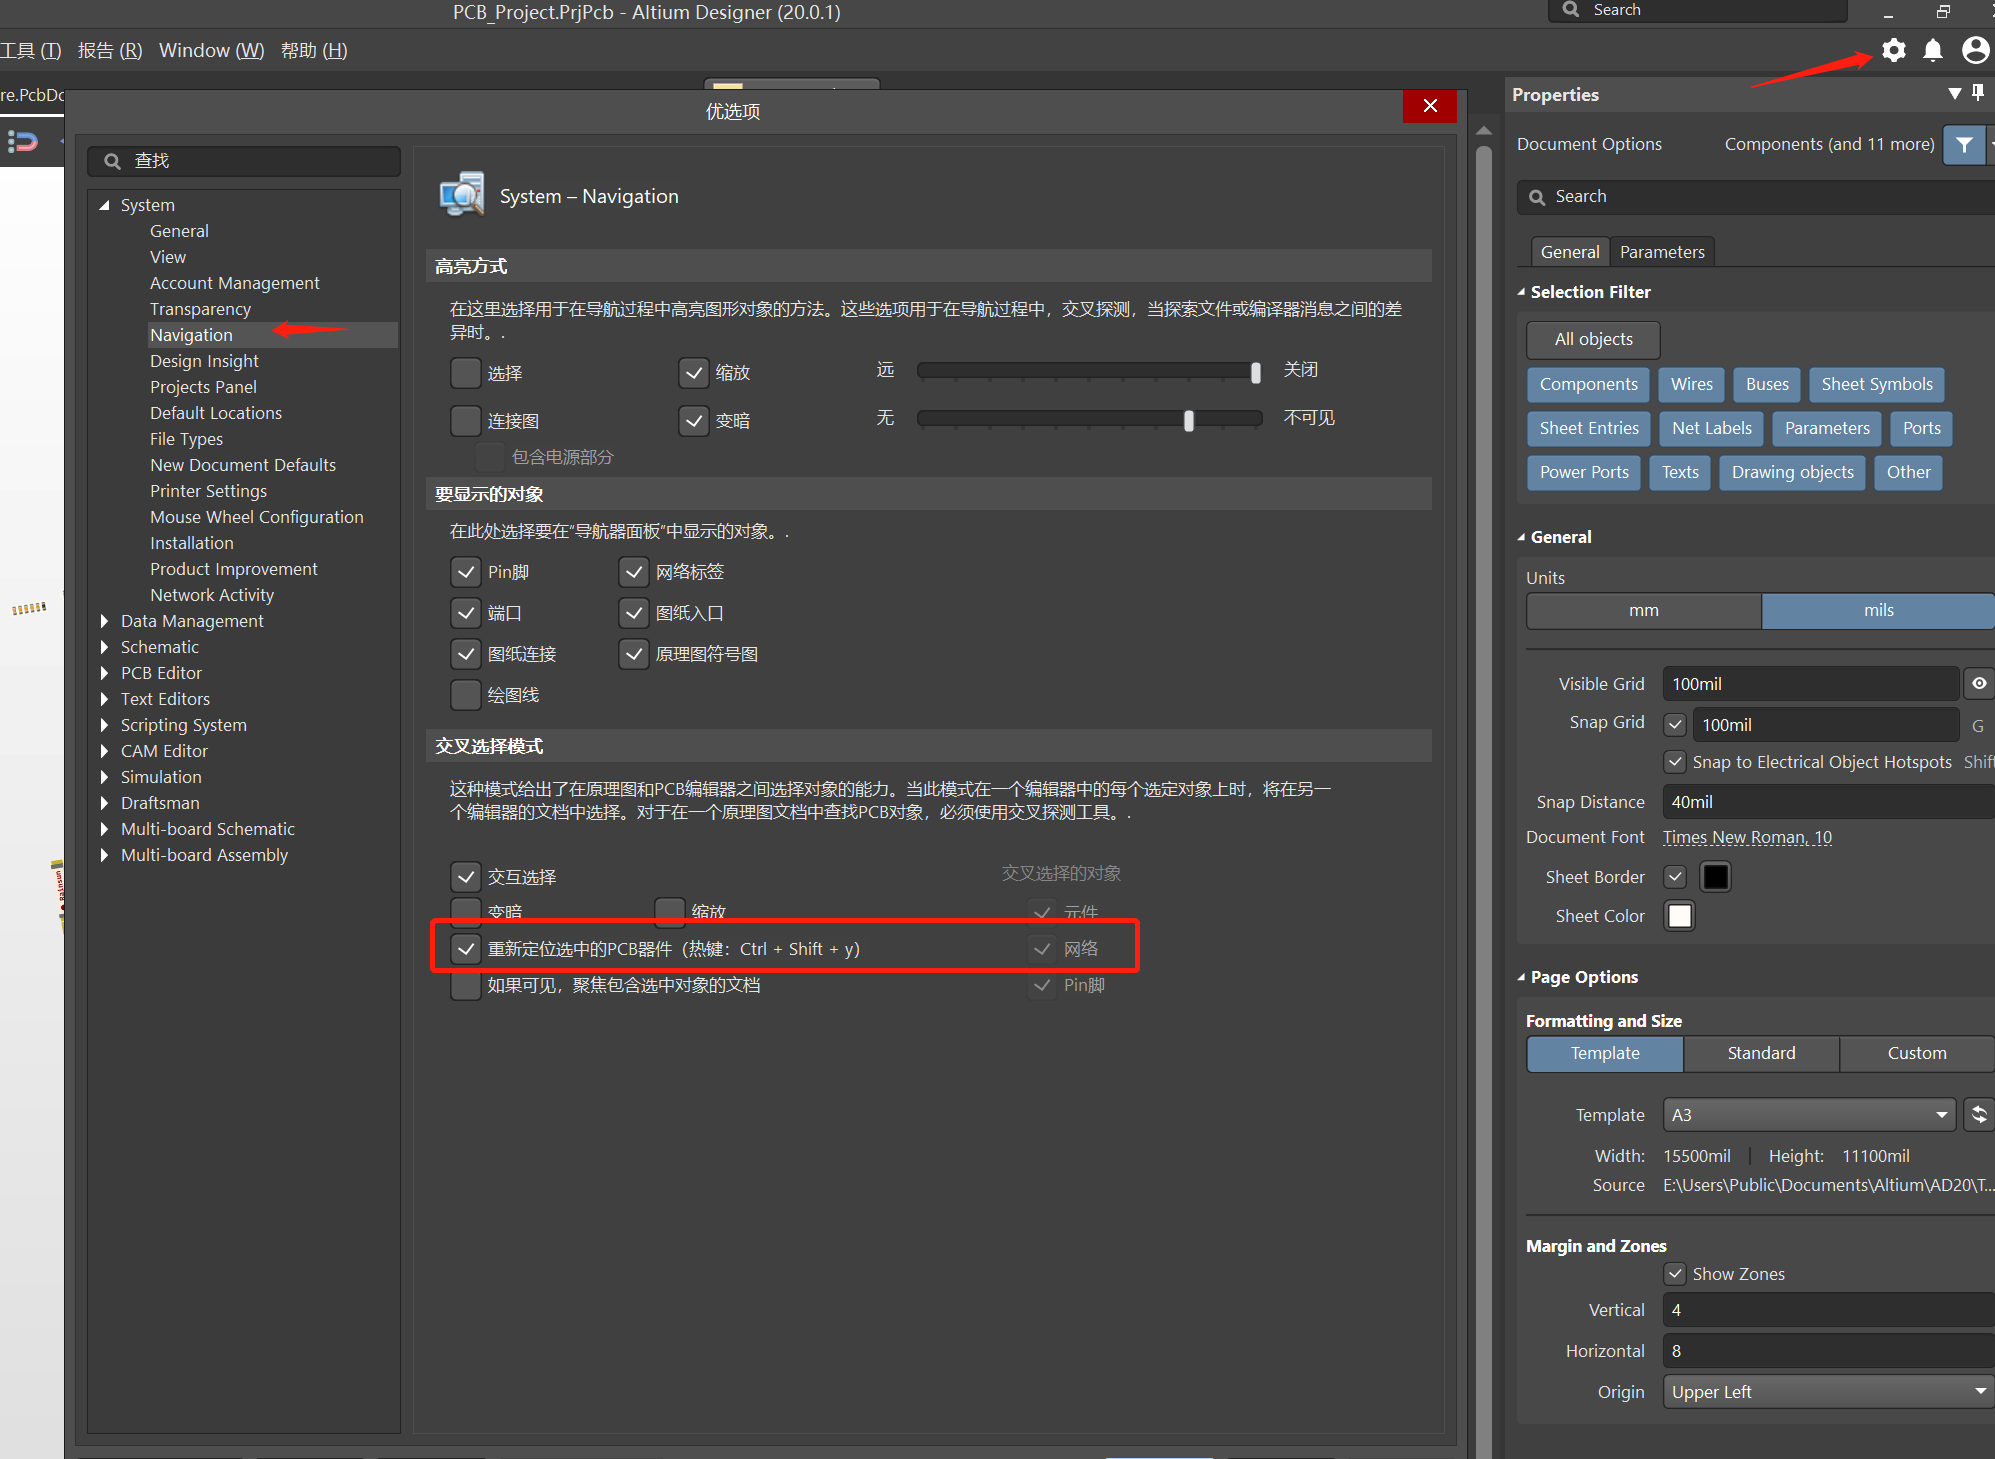 PCB_Project.PrjPcb - Altium Designer (20.0.1)
Search
工具 (T) 报告 (R) Window (W) 帮助 (H)
re.PcbDo
优选项
查找
System
General
View
Account Management
Transparency
Navigation
Design Insight
Projects Panel
Default Locations
File Types
New Document Defaults
Printer Settings
Mouse Wheel Configuration
Installation
Product Improvement
Network Activity
Data Management
Schematic
PCB Editor
Text Editors
Scripting System
CAM Editor
Simulation
Draftsman
Multi-board Schematic
Multi-board Assembly
System – Navigation
高亮方式
在这里选择用于在导航过程中高亮图形对象的方法。这些选项用于在导航过程中，交叉探测，当探索文件或编译器消息之间的差
异时。.
选择 缩放 远 关闭
连接图 变暗 无 不可见
包含电源部分
要显示的对象
在此处选择要在“导航器面板”中显示的对象。.
Pin脚 网络标签
端口 图纸入口
图纸连接 原理图符号图
绘图线
交叉选择模式
这种模式给出了在原理图和PCB编辑器之间选择对象的能力。当此模式在一个编辑器中的每个选定对象上时，将在另一
个编辑器的文档中选择。对于在一个原理图文档中查找PCB对象，必须使用交叉探测工具。.
交互选择 交叉选择的对象
变暗 缩放 元件
重新定位选中的PCB器件（热键：Ctrl + Shift + y） 网络
如果可见，聚焦包含选中对象的文档 Pin脚
Properties
Document Options Components (and 11 more)
Search
General Parameters
Selection Filter
All objects
Components Wires Buses Sheet Symbols
Sheet Entries Net Labels Parameters Ports
Power Ports Texts Drawing objects Other
General
Units
mm mils
Visible Grid 100mil
Snap Grid 100mil G
Snap to Electrical Object Hotspots Shift
Snap Distance 40mil
Document Font Times New Roman, 10
Sheet Border
Sheet Color
Page Options
Formatting and Size
Template Standard Custom
Template A3
Width: 15500mil | Height: 11100mil
Source E:\Users\Public\Documents\Altium\AD20\T...
Margin and Zones
Show Zones
Vertical 4
Horizontal 8
Origin Upper Left